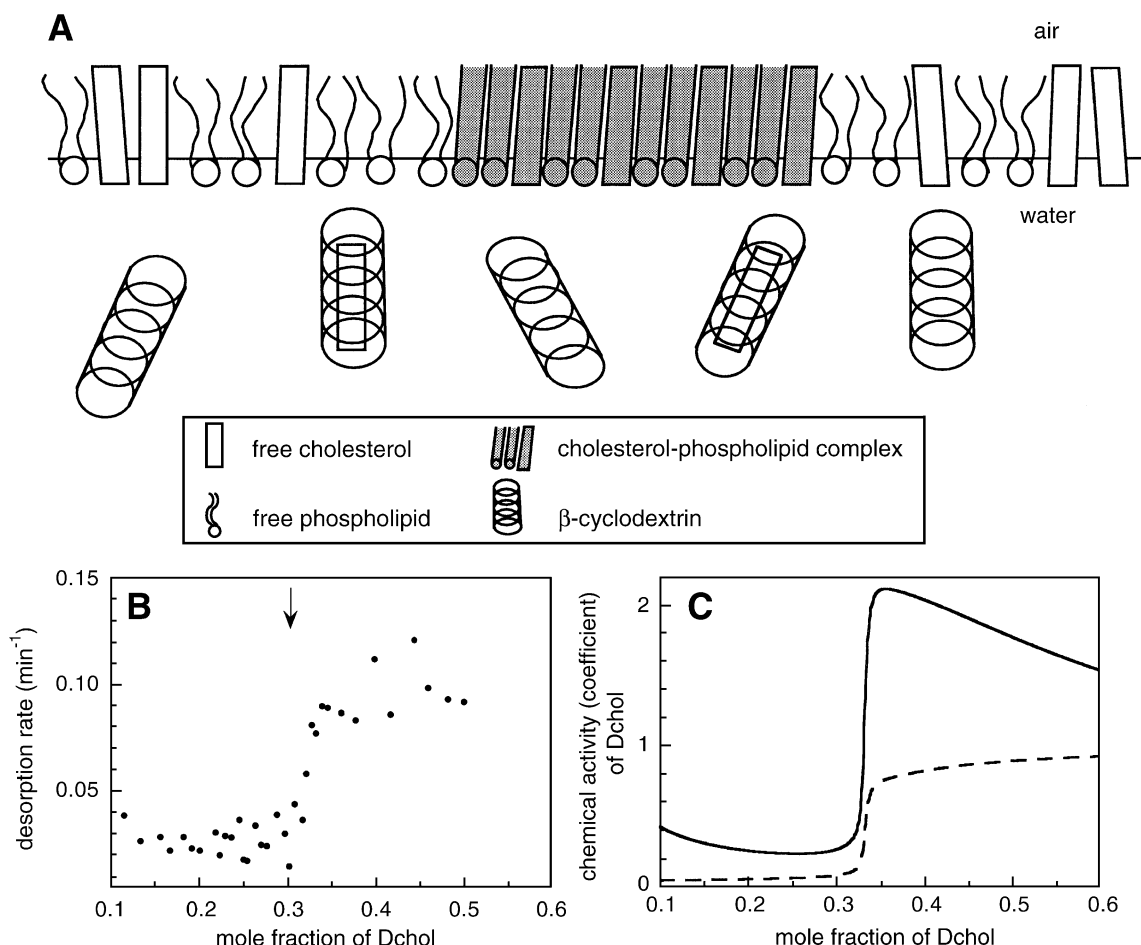 A
air
water
free cholesterol
cholesterol-phospholipid complex
free phospholipid
β-cyclodextrin
B
0.15
0.10
0.05
desorption rate (min⁻¹)
0.1 0.2 0.3 0.4 0.5 0.6
mole fraction of Dchol
C
2
1
0
chemical activity (coefficient)
of Dchol
0.1 0.2 0.3 0.4 0.5 0.6
mole fraction of Dchol